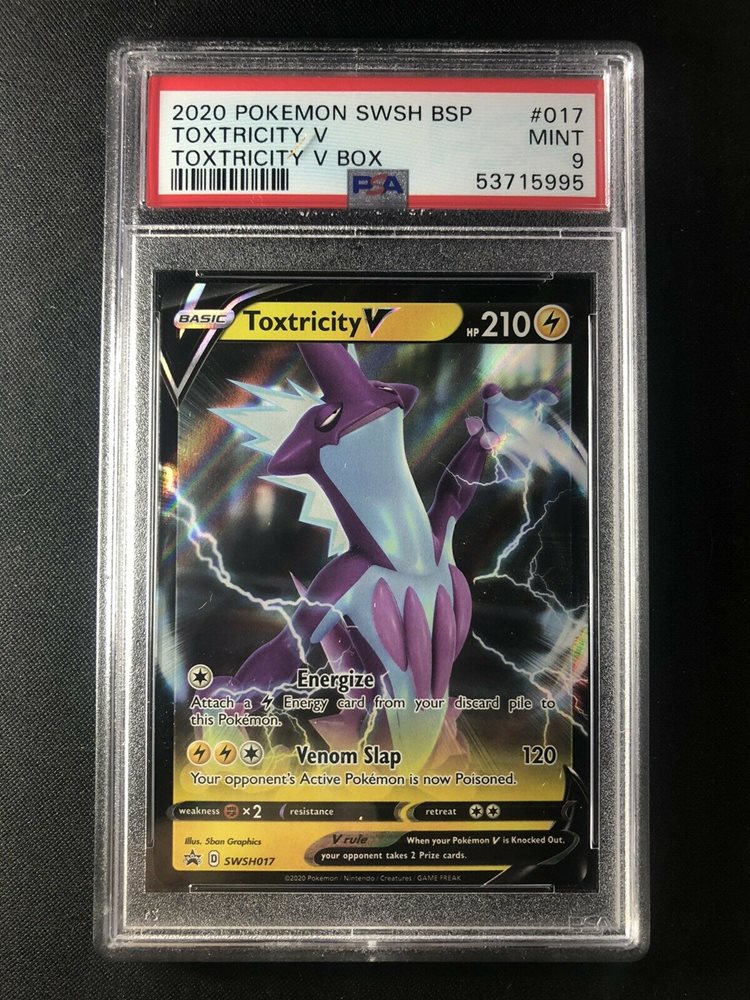 2020 POKEMON SWSH BSP #017
TOXTRICITY V MINT
TOXTRICITY V BOX 9
PSA 53715995
BASIC Toxtricity V HP 210
Energize
Attach a Energy card from your discard pile to
this Pokémon.
Venom Slap 120
Your opponent's Active Pokémon is now Poisoned.
weakness ×2 resistance retreat
Illus. 5ban Graphics
V rule When your Pokémon V is Knocked Out,
your opponent takes 2 Prize cards.
D SWSH017
©2020 Pokémon / Nintendo / Creatures / GAME FREAK